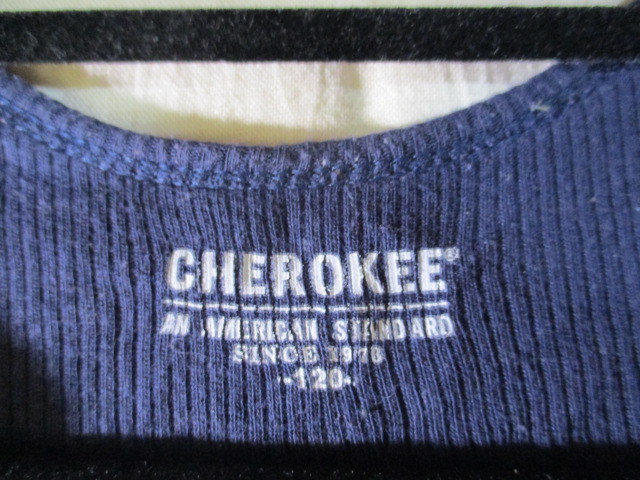 CHEROKEE®
AN AMERICAN STANDARD
SINCE 1973
-120-